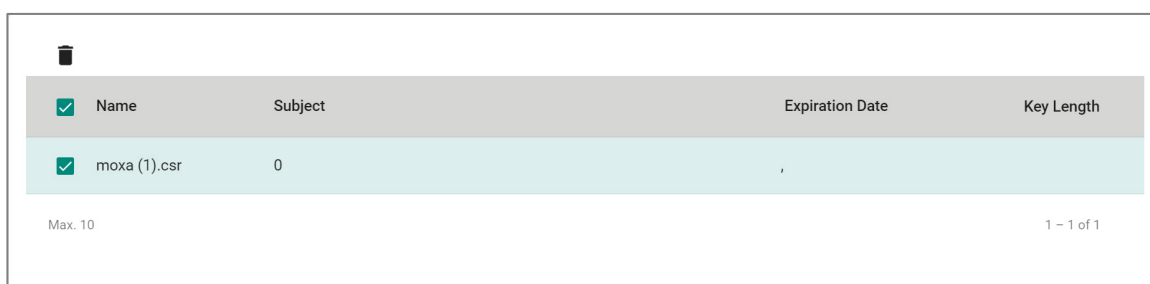 Name Subject Expiration Date Key Length
moxa (1).csr 0 ,
Max. 10 1 – 1 of 1